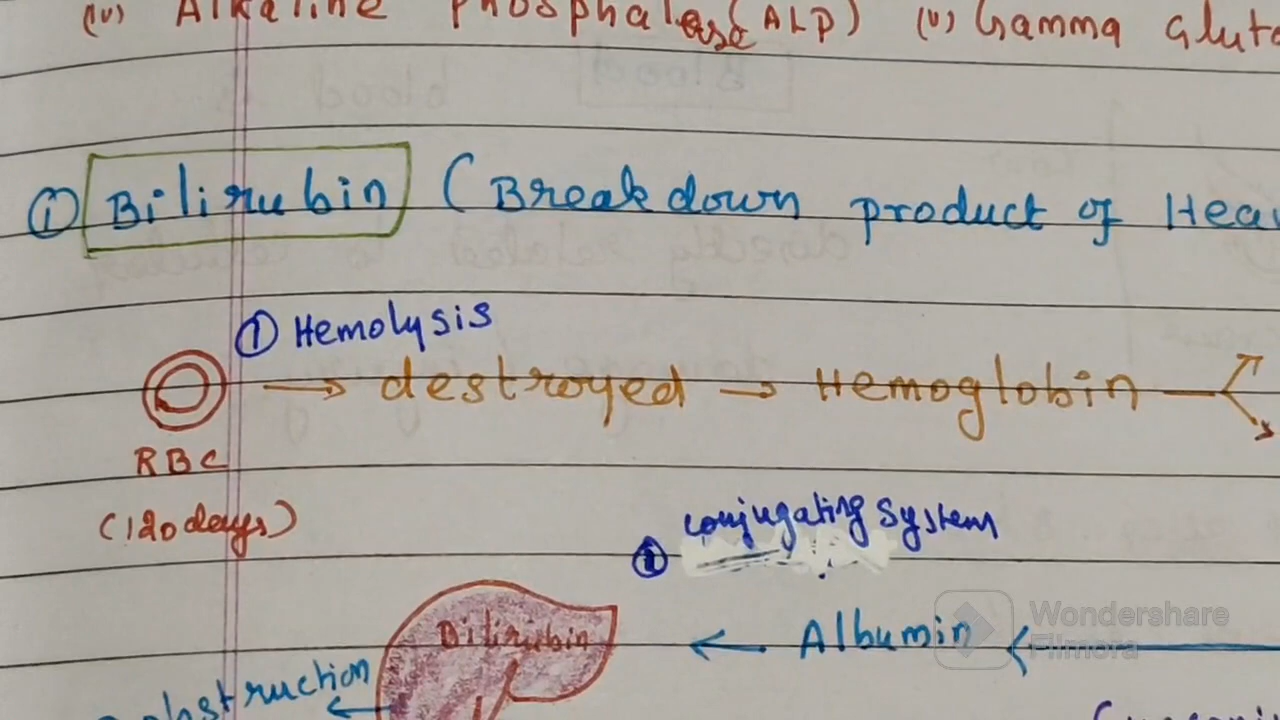 (iv) Alkaline Phosphatase (ALP) (v) Gamma Gluta
① Bilirubin (Breakdown product of Hea
① Hemolysis
→ destroyed → Hemoglobin
RBC
(120 days)
conjugating system
②
Bilirubin ← Albumin ←
obstruction ←
Wondershare
Filmora